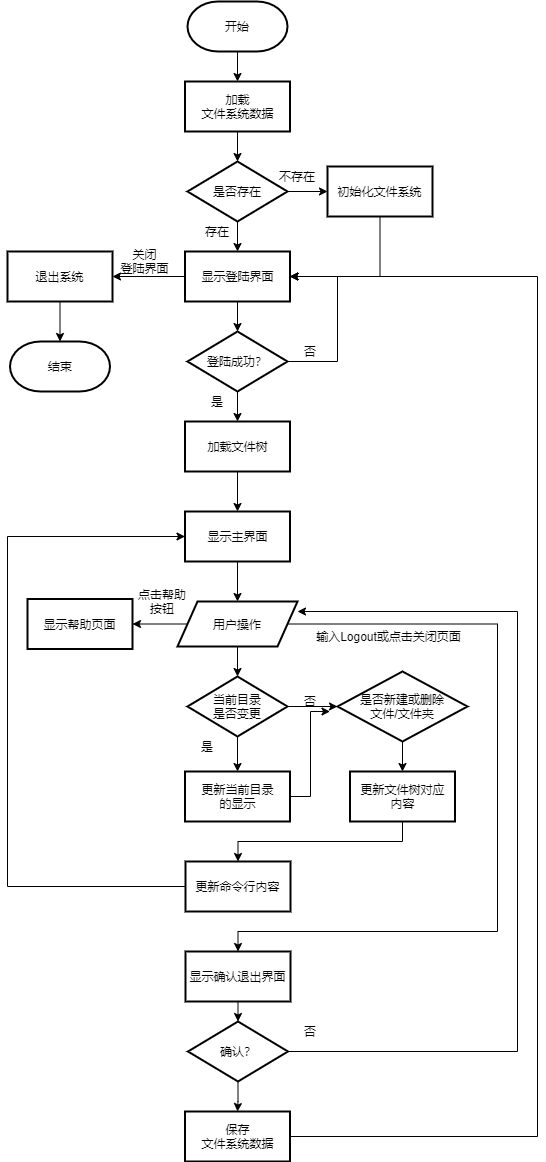 开始
加载
文件系统数据
是否存在
不存在
初始化文件系统
存在
关闭
登陆界面
退出系统
显示登陆界面
结束
登陆成功?
否
是
加载文件树
显示主界面
点击帮助
按钮
显示帮助页面
用户操作
输入Logout或点击关闭页面
当前目录
是否变更
否
是否新建或删除
文件/文件夹
是
更新当前目录
的显示
更新文件树对应
内容
更新命令行内容
显示确认退出界面
确认?
否
保存
文件系统数据